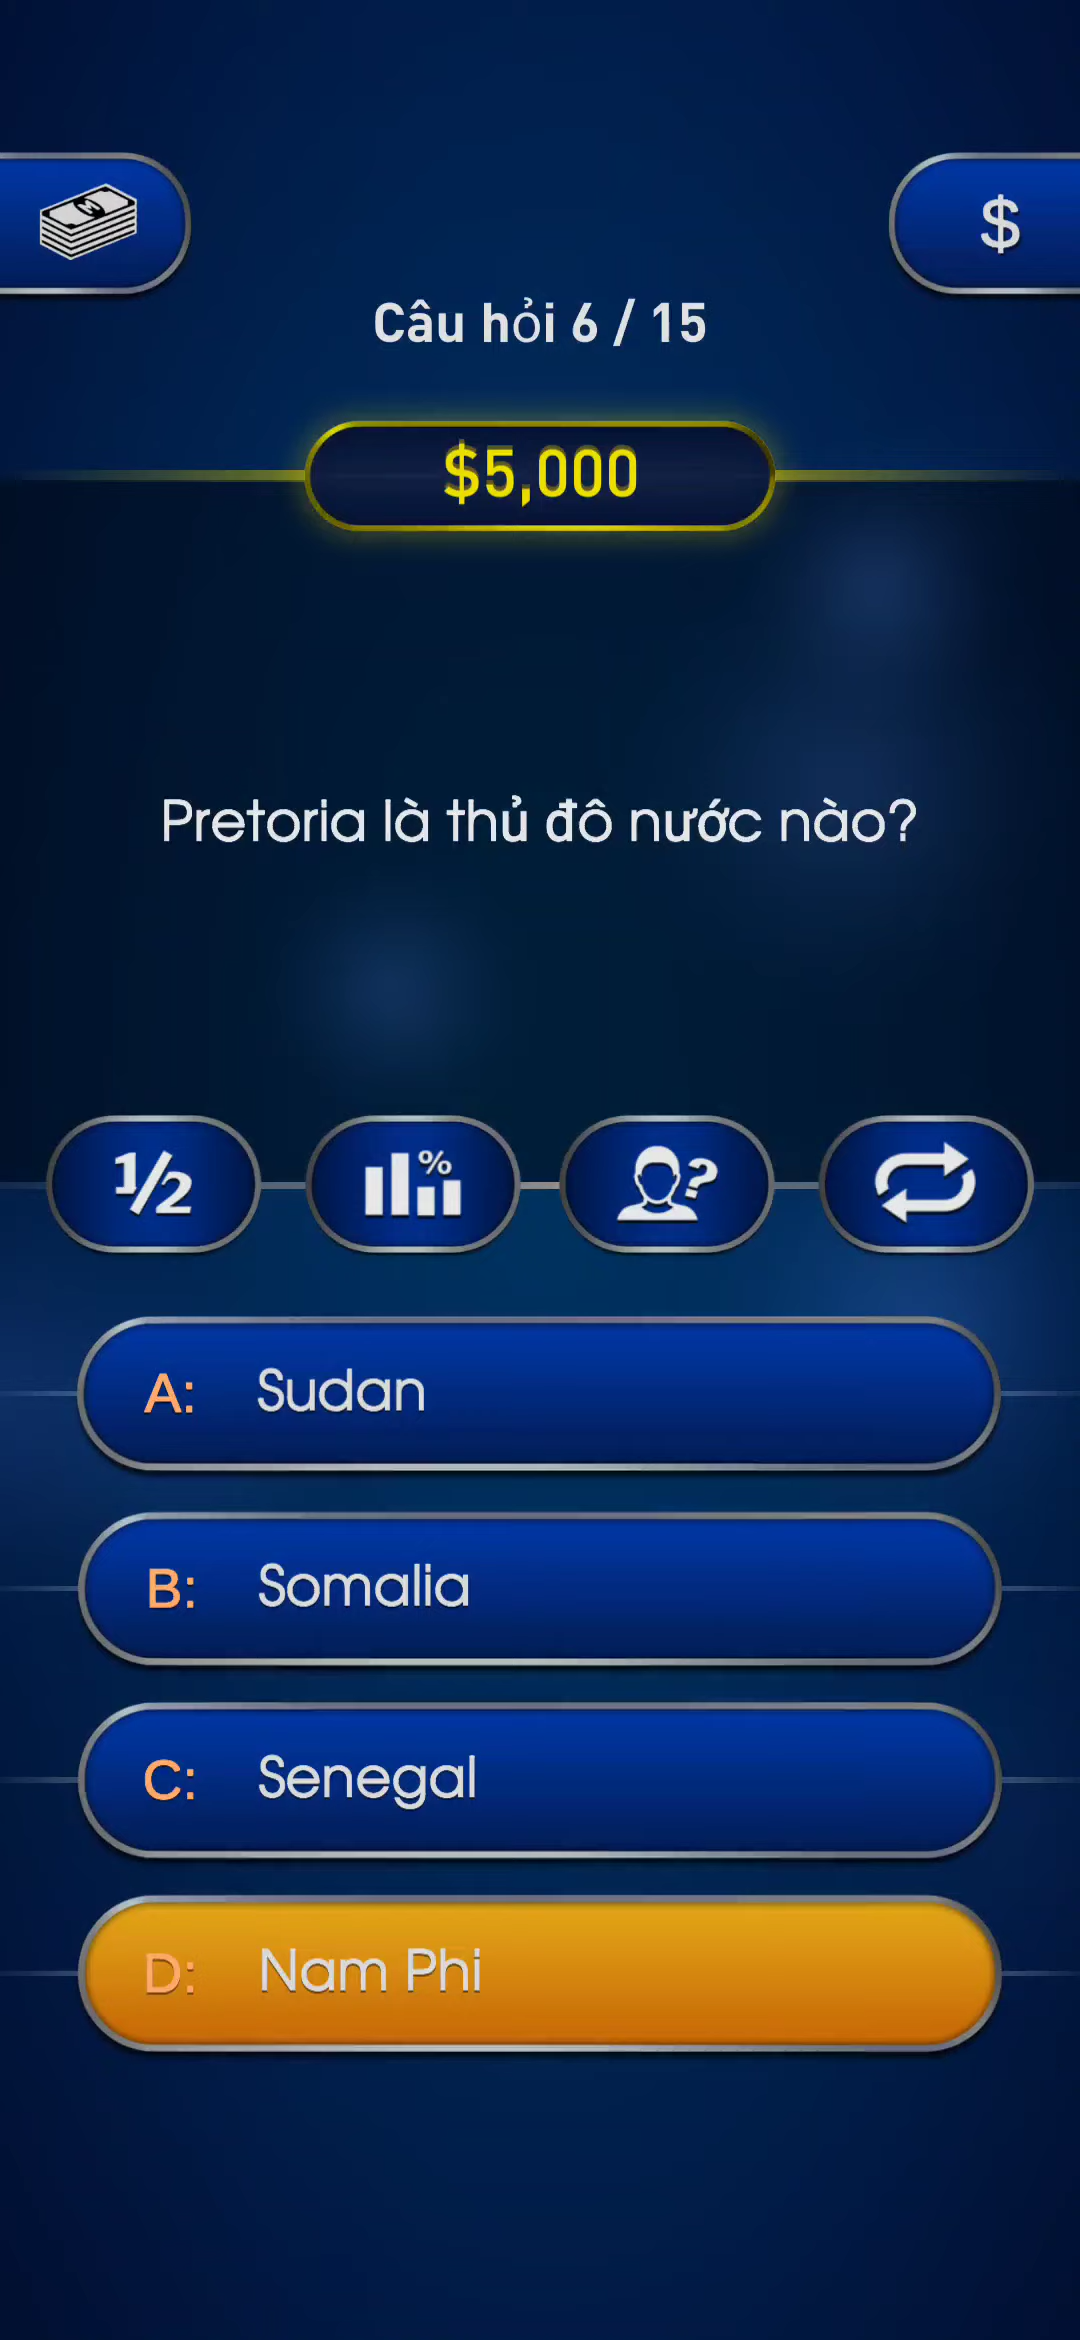 $
Câu hỏi 6 / 15
$5,000
Pretoria là thủ đô nước nào?
1/2
%
?
A: Sudan
B: Somalia
C: Senegal
D: Nam Phi